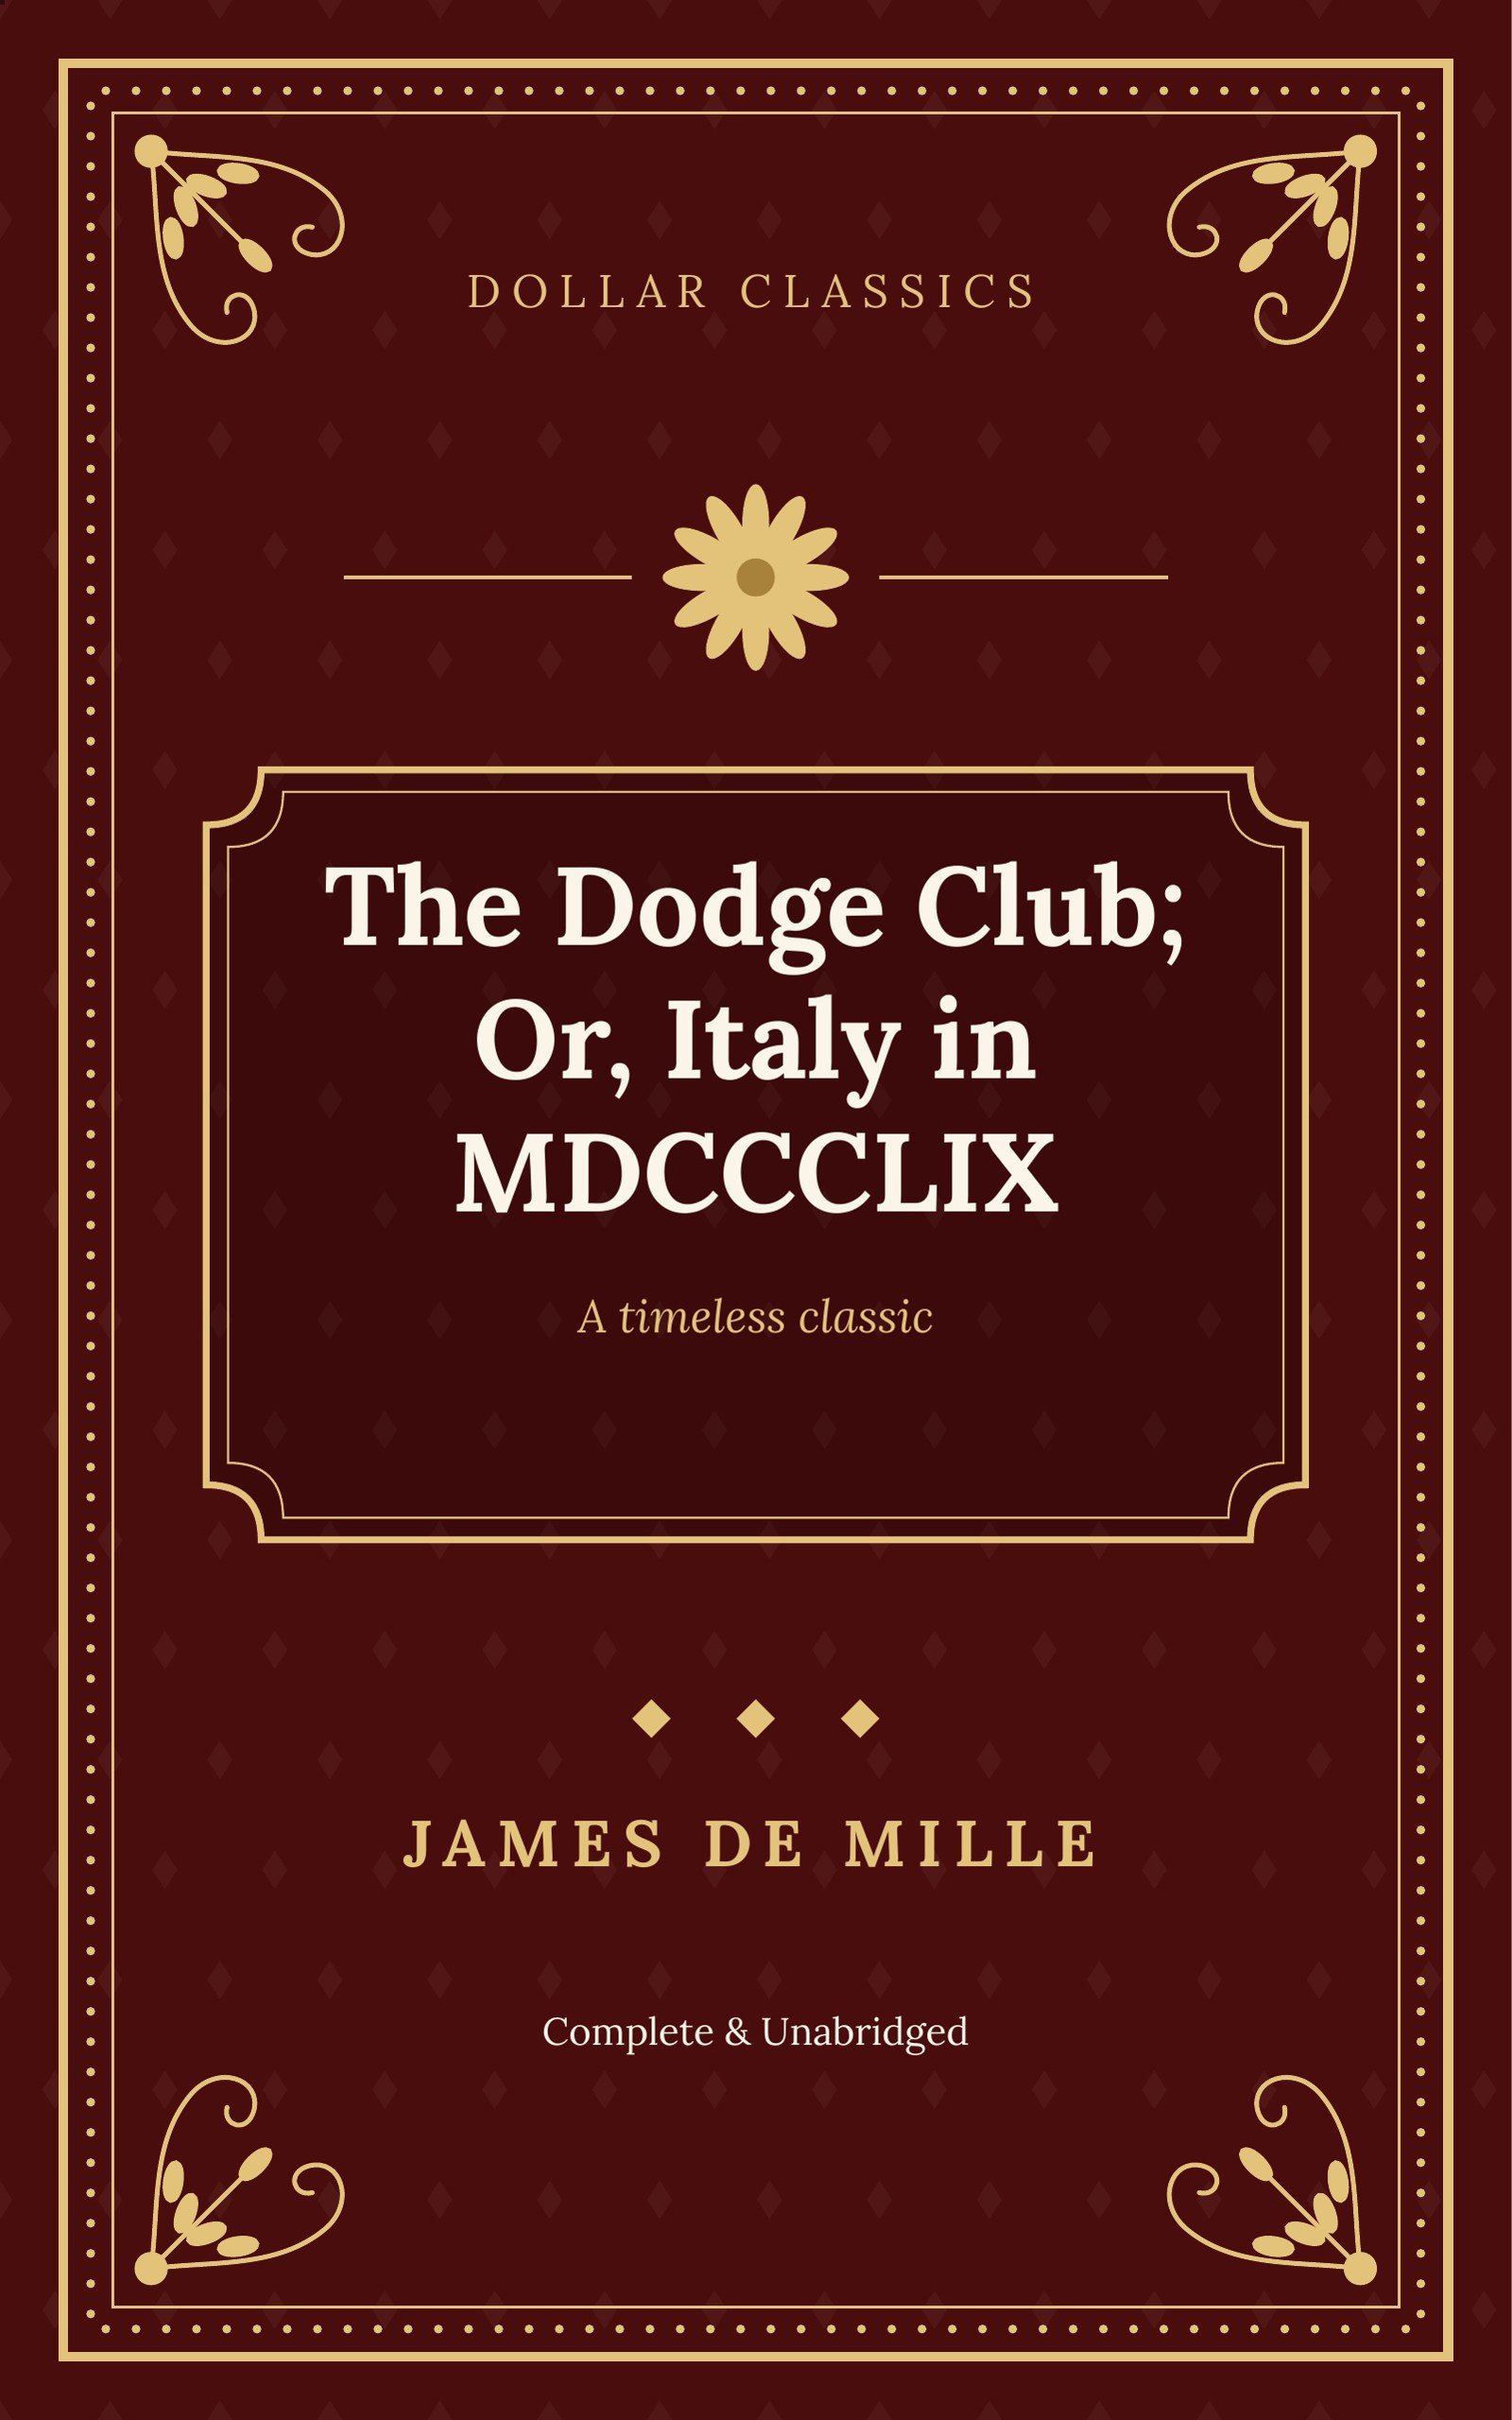 DOLLAR CLASSICS
The Dodge Club;
Or, Italy in
MDCCCLIX
A timeless classic
JAMES DE MILLE
Complete & Unabridged